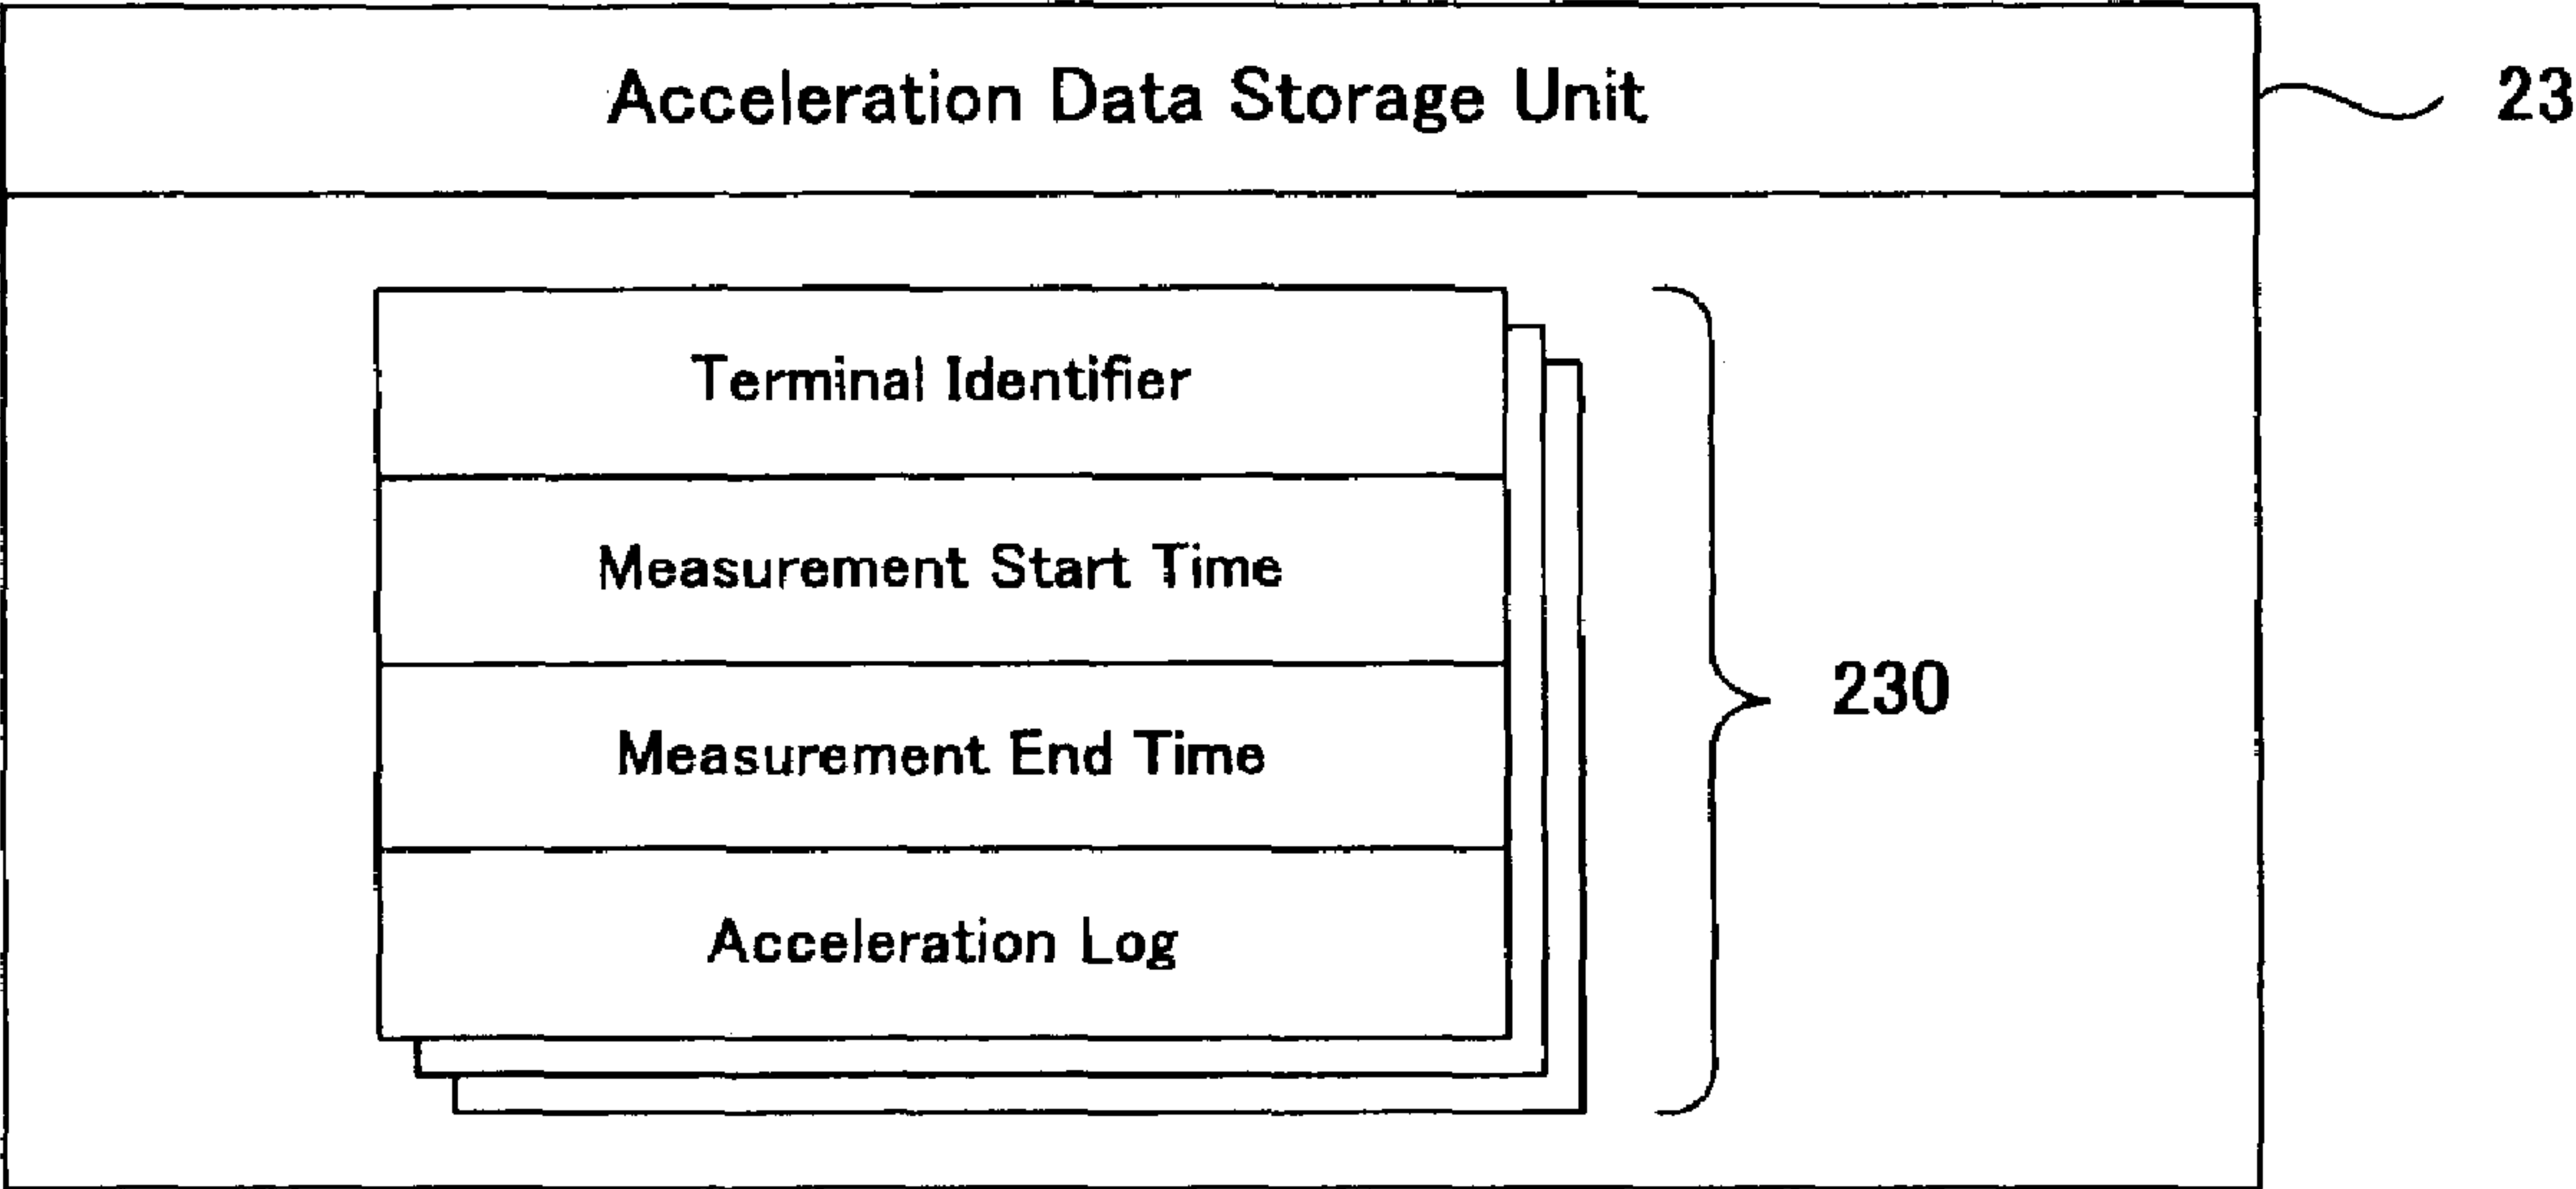 Acceleration Data Storage Unit
23
Terminal Identifier
Measurement Start Time
Measurement End Time
230
Acceleration Log